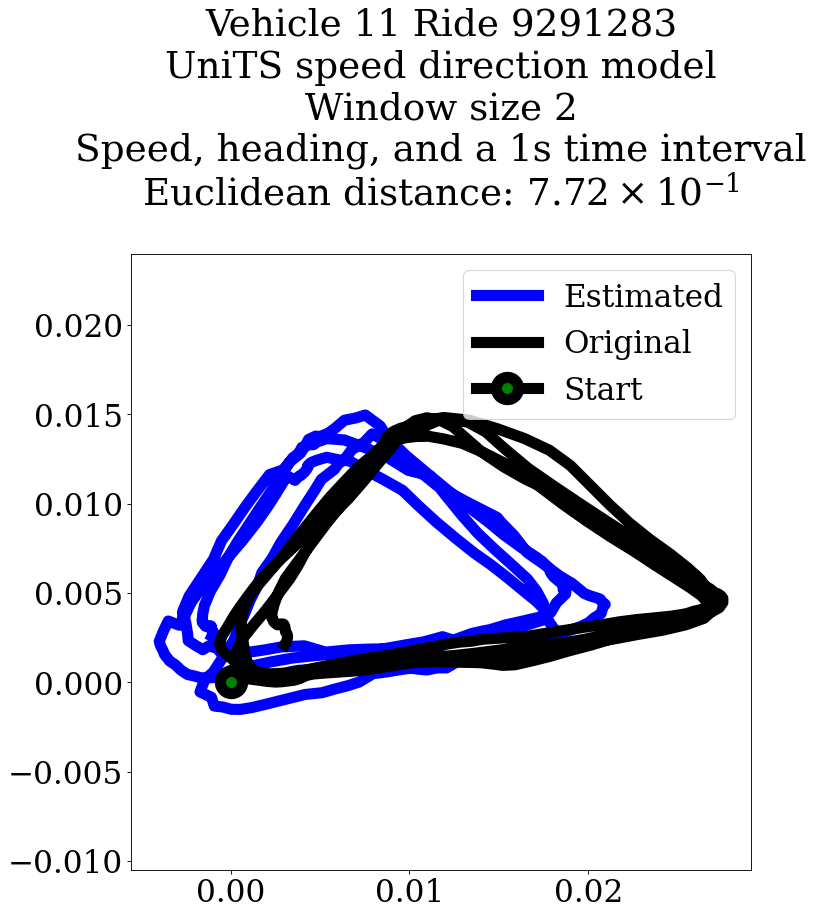 Vehicle 11 Ride 9291283
UniTS speed direction model
Window size 2
Speed, heading, and a 1s time interval
Euclidean distance: 7.72 × 10⁻¹
Estimated
Original
Start
0.020
0.015
0.010
0.005
0.000
−0.005
−0.010
0.00 0.01 0.02